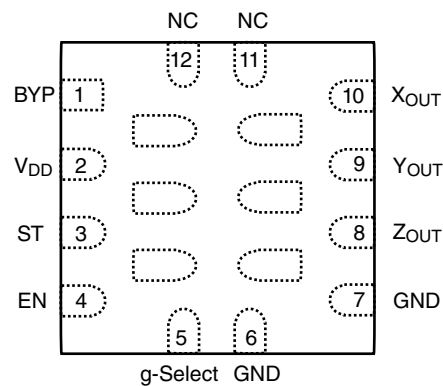 NC NC
12 11
BYP 1 10 XOUT
VDD 2 9 YOUT
ST 3 8 ZOUT
EN 4 7 GND
5 6
g-Select GND